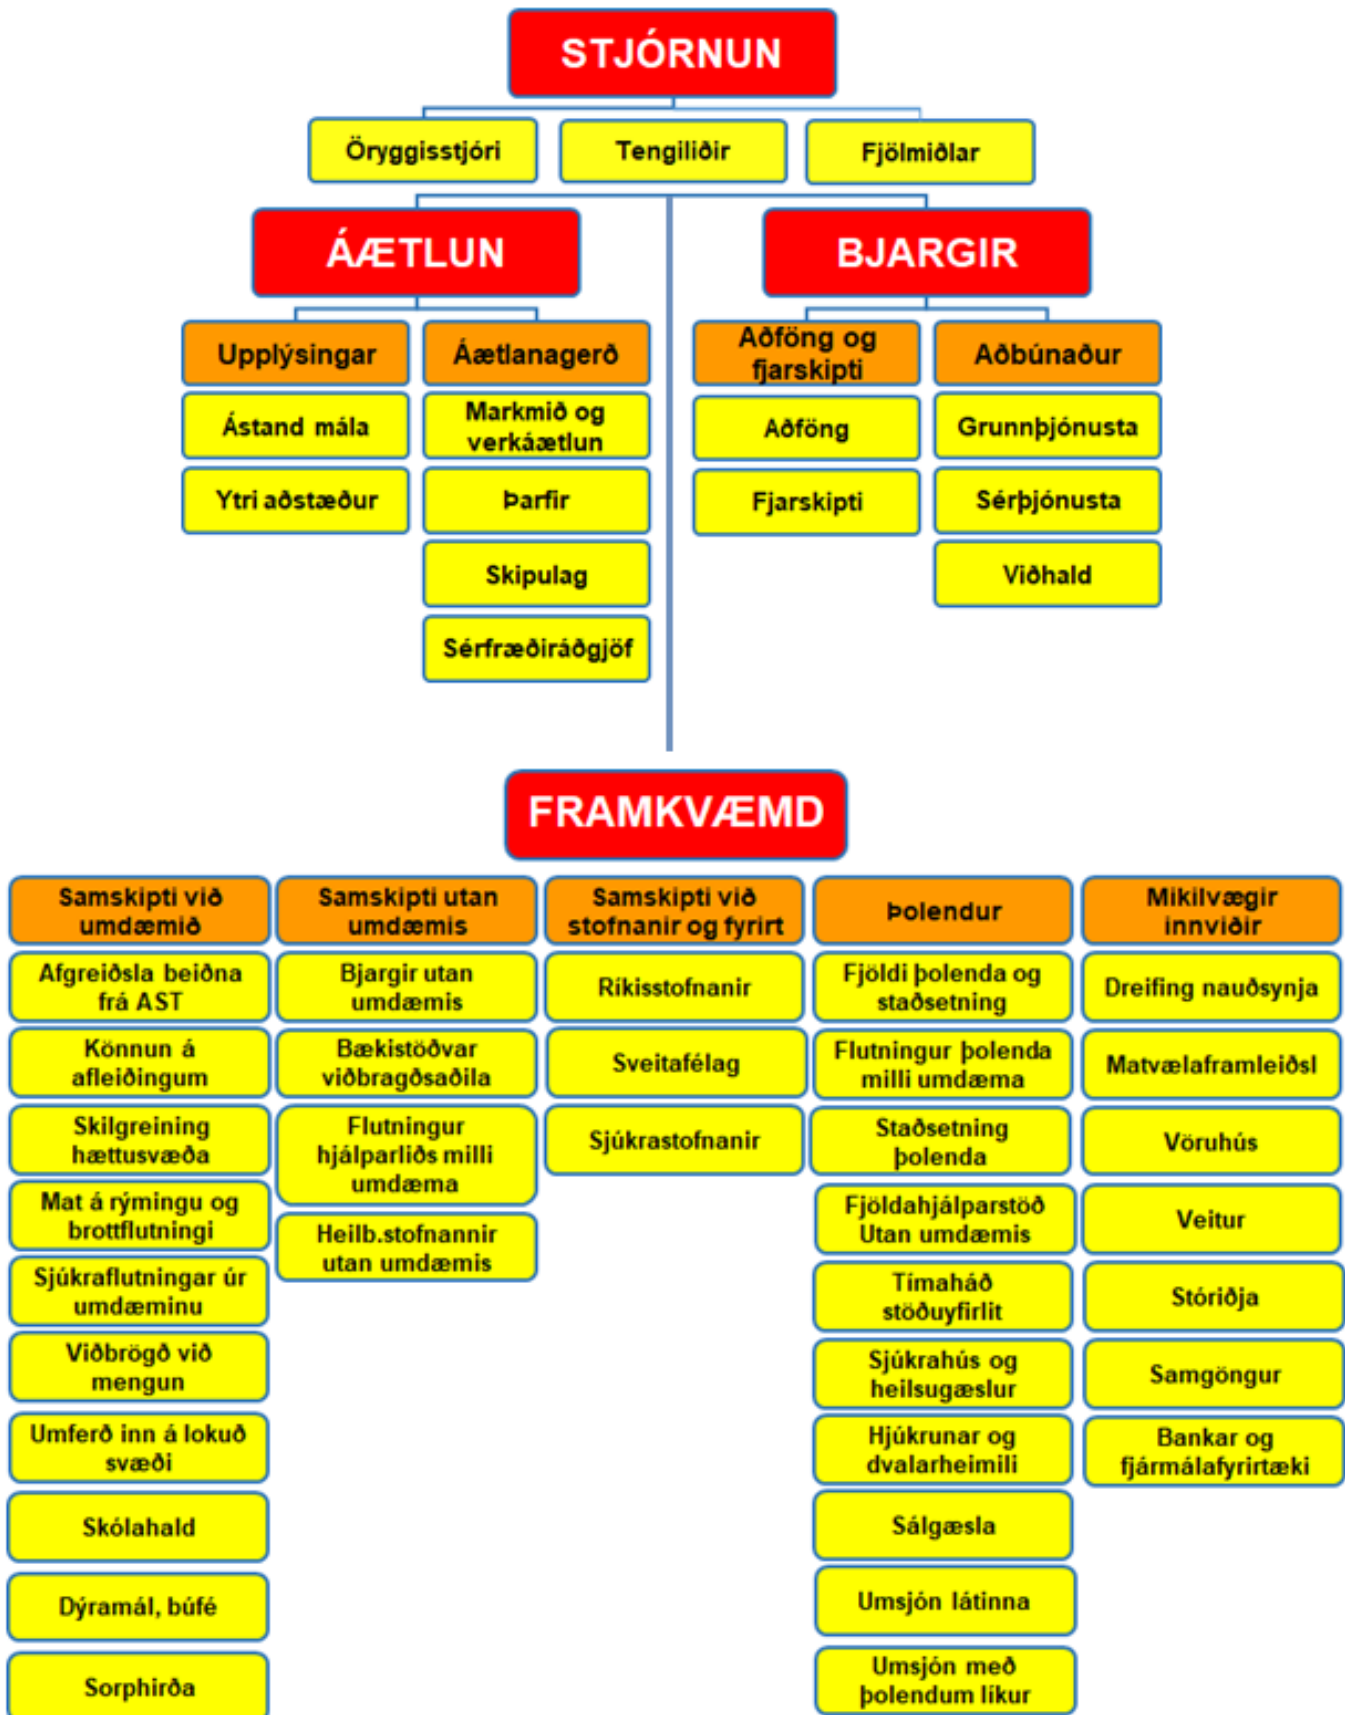 STJÓRNUN
Öryggisstjóri
Tengiliðir
Fjölmiðlar
ÁÆTLUN
BJARGIR
Upplýsingar
Áætlanagerð
Aðföng og
fjarskipti
Aðbúnaður
Ástand mála
Markmið og
verkáætlun
Aðföng
Grunnþjónusta
Ytri aðstæður
Þarfir
Fjarskipti
Sérþjónusta
Skipulag
Viðhald
Sérfræðiráðgjöf
FRAMKVÆMD
Samskipti við
umdæmið
Afgreiðsla beiðna
frá AST
Könnun á
afleiðingum
Skilgreining
hættusvæða
Mat á rýmingu og
brottflutningi
Sjúkraflutningar úr
umdæminu
Viðbrögð við
mengun
Umferð inn á lokuð
svæði
Skólahald
Dýramál, búfé
Sorphirða
Samskipti utan
umdæmis
Bjargir utan
umdæmis
Bækistöðvar
viðbragðsaðila
Flutningur
hjálparliðs milli
umdæma
Heilb.stofnannir
utan umdæmis
Samskipti við
stofnanir og fyrirt
Ríkisstofnanir
Sveitafélag
Sjúkrastofnanir
Þolendur
Fjöldi þolenda og
staðsetning
Flutningur þolenda
milli umdæma
Staðsetning
þolenda
Fjöldahjálparstöð
Utan umdæmis
Tímaháð
stöðuyfirlit
Sjúkrahús og
heilsugæslur
Hjúkrunar og
dvalarheimili
Sálgæsla
Umsjón látinna
Umsjón með
þolendum líkur
Mikilvægir
innviðir
Dreifing nauðsynja
Matvælaframleiðsl
Vöruhús
Veitur
Stóriðja
Samgöngur
Bankar og
fjármálafyrirtæki